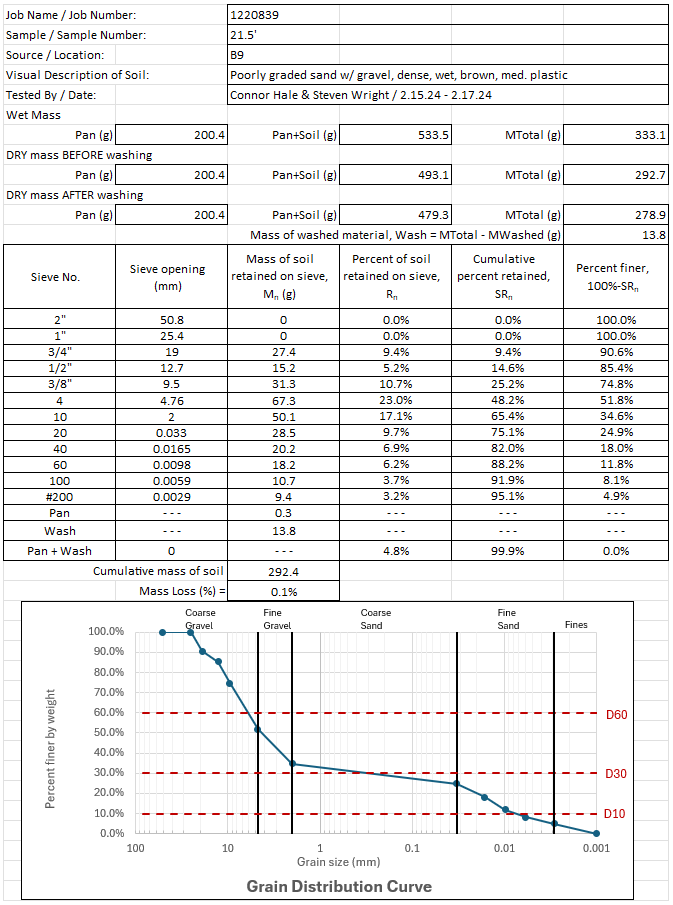 Job Name / Job Number: 1220839
Sample / Sample Number: 21.5'
Source / Location: B9
Visual Description of Soil: Poorly graded sand w/ gravel, dense, wet, brown, med. plastic
Tested By / Date: Connor Hale & Steven Wright / 2.15.24 - 2.17.24
Wet Mass
Pan (g) 200.4 Pan+Soil (g) 533.5 MTotal (g) 333.1
DRY mass BEFORE washing
Pan (g) 200.4 Pan+Soil (g) 493.1 MTotal (g) 292.7
DRY mass AFTER washing
Pan (g) 200.4 Pan+Soil (g) 479.3 MTotal (g) 278.9
Mass of washed material, Wash = MTotal - MWashed (g) 13.8
Sieve No. Sieve opening (mm) Mass of soil retained on sieve, Mn (g) Percent of soil retained on sieve, Rn Cumulative percent retained, SRn Percent finer, 100%-SRn
2" 50.8 0 0.0% 0.0% 100.0%
1" 25.4 0 0.0% 0.0% 100.0%
3/4" 19 27.4 9.4% 9.4% 90.6%
1/2" 12.7 15.2 5.2% 14.6% 85.4%
3/8" 9.5 31.3 10.7% 25.2% 74.8%
4 4.76 67.3 23.0% 48.2% 51.8%
10 2 50.1 17.1% 65.4% 34.6%
20 0.033 28.5 9.7% 75.1% 24.9%
40 0.0165 20.2 6.9% 82.0% 18.0%
60 0.0098 18.2 6.2% 88.2% 11.8%
100 0.0059 10.7 3.7% 91.9% 8.1%
#200 0.0029 9.4 3.2% 95.1% 4.9%
Pan - - - 0.3 - - - - - - - - -
Wash - - - 13.8 - - - - - - - - -
Pan + Wash 0 - - - 4.8% 99.9% 0.0%
Cumulative mass of soil 292.4
Mass Loss (%) = 0.1%
Coarse Gravel Fine Gravel Coarse Sand Fine Sand Fines
100.0%
90.0%
80.0%
70.0%
60.0% D60
50.0%
40.0%
30.0% D30
20.0%
10.0% D10
0.0%
Percent finer by weight
100 10 1 0.1 0.01 0.001
Grain size (mm)
Grain Distribution Curve